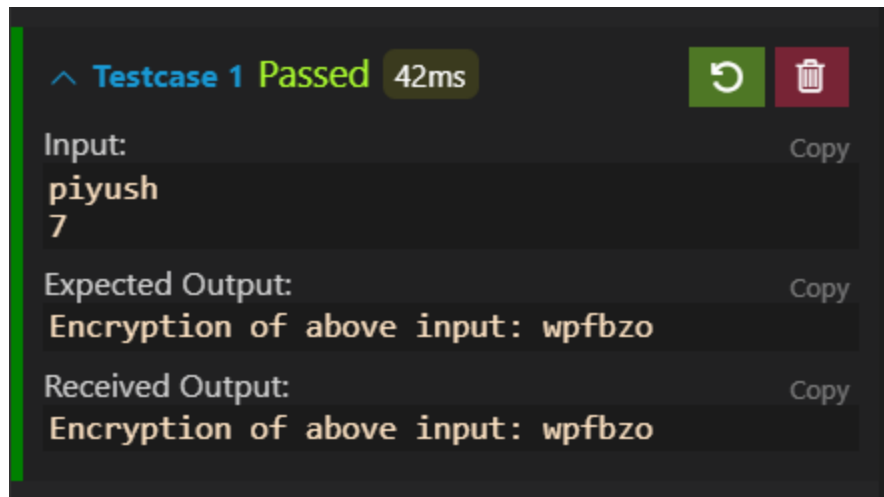 Testcase 1 Passed 42ms
Input:
Copy
piyush
7
Expected Output:
Copy
Encryption of above input: wpfbzo
Received Output:
Copy
Encryption of above input: wpfbzo